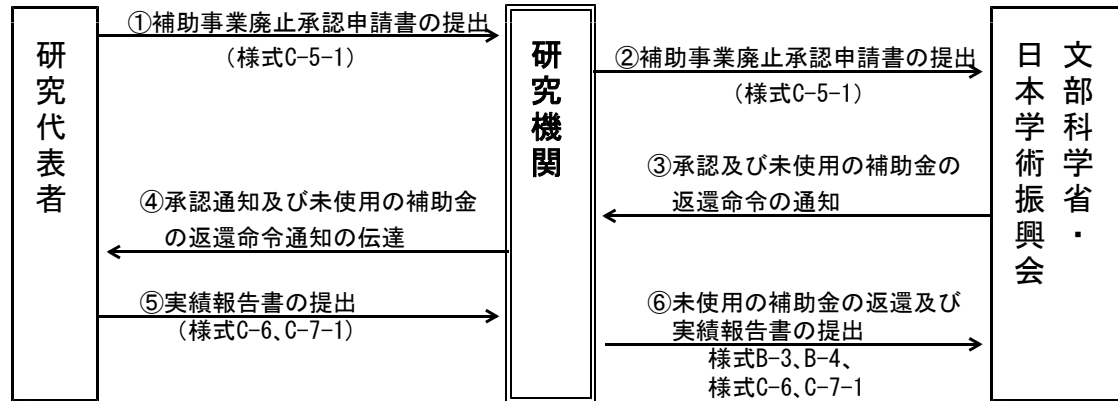 研究代表者
①補助事業廃止承認申請書の提出
（様式C-5-1）
研究機関
②補助事業廃止承認申請書の提出
（様式C-5-1）
文部科学省・
日本学術振興会
③承認及び未使用の補助金の
返還命令の通知
④承認通知及び未使用の補助金
の返還命令通知の伝達
⑤実績報告書の提出
（様式C-6、C-7-1）
⑥未使用の補助金の返還及び
実績報告書の提出
様式B-3、B-4、
様式C-6、C-7-1